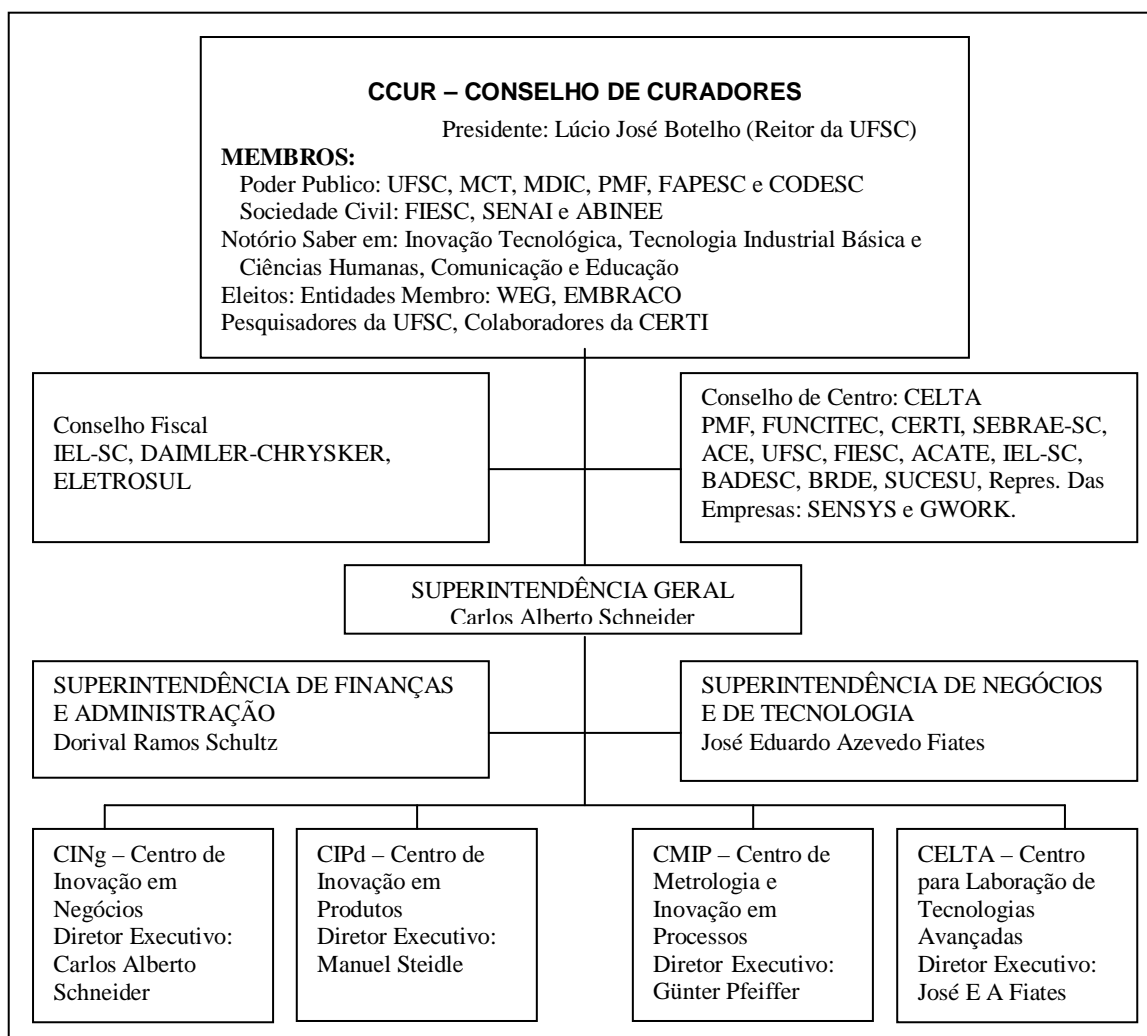 CCUR – CONSELHO DE CURADORES
Presidente: Lúcio José Botelho (Reitor da UFSC)
MEMBROS:
Poder Publico: UFSC, MCT, MDIC, PMF, FAPESC e CODESC
Sociedade Civil: FIESC, SENAI e ABINEE
Notório Saber em: Inovação Tecnológica, Tecnologia Industrial Básica e
Ciências Humanas, Comunicação e Educação
Eleitos: Entidades Membro: WEG, EMBRACO
Pesquisadores da UFSC, Colaboradores da CERTI
Conselho Fiscal
IEL-SC, DAIMLER-CHRYSKER,
ELETROSUL
Conselho de Centro: CELTA
PMF, FUNCITEC, CERTI, SEBRAE-SC,
ACE, UFSC, FIESC, ACATE, IEL-SC,
BADESC, BRDE, SUCESU, Repres. Das
Empresas: SENSYS e GWORK.
SUPERINTENDÊNCIA GERAL
Carlos Alberto Schneider
SUPERINTENDÊNCIA DE FINANÇAS
E ADMINISTRAÇÃO
Dorival Ramos Schultz
SUPERINTENDÊNCIA DE NEGÓCIOS
E DE TECNOLOGIA
José Eduardo Azevedo Fiates
CINg – Centro de
Inovação em
Negócios
Diretor Executivo:
Carlos Alberto
Schneider
CIPd – Centro de
Inovação em
Produtos
Diretor Executivo:
Manuel Steidle
CMIP – Centro de
Metrologia e
Inovação em
Processos
Diretor Executivo:
Günter Pfeiffer
CELTA – Centro
para Laboração de
Tecnologias
Avançadas
Diretor Executivo:
José E A Fiates